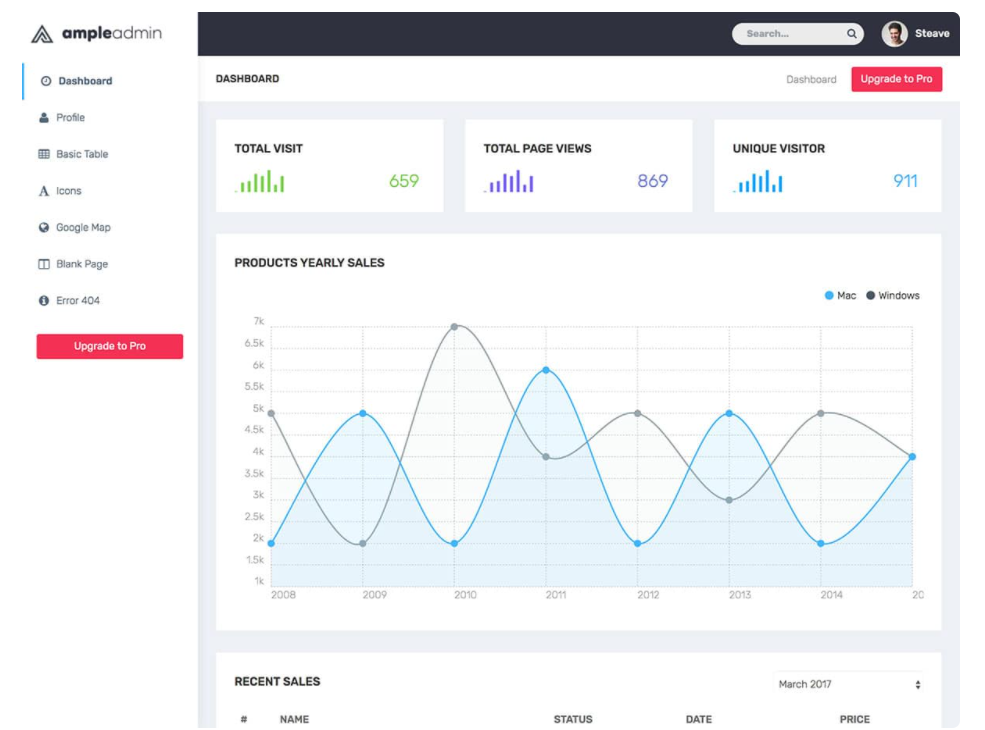 ampleadmin
Search...
Steave
Dashboard
Profile
Basic Table
Icons
Google Map
Blank Page
Error 404
Upgrade to Pro
DASHBOARD
Dashboard
Upgrade to Pro
TOTAL VISIT
659
TOTAL PAGE VIEWS
869
UNIQUE VISITOR
911
PRODUCTS YEARLY SALES
Mac
Windows
7k
6.5k
6k
5.5k
5k
4.5k
4k
3.5k
3k
2.5k
2k
1.5k
1k
2008 2009 2010 2011 2012 2013 2014 20
RECENT SALES
March 2017
# NAME STATUS DATE PRICE